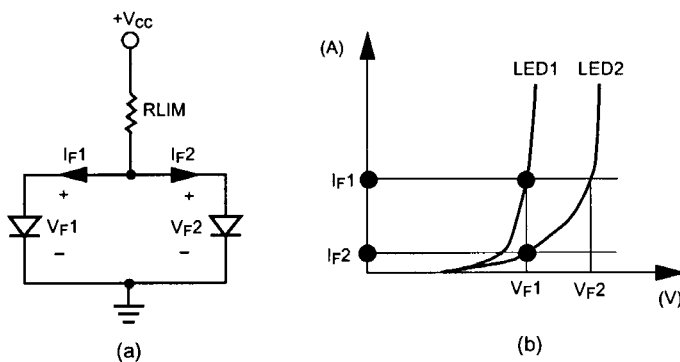 +VCC
RLIM
IF1 IF2
+ +
VF1 VF2
– –
(a)
(A)
LED1 LED2
IF1
IF2
VF1 VF2
(V)
(b)